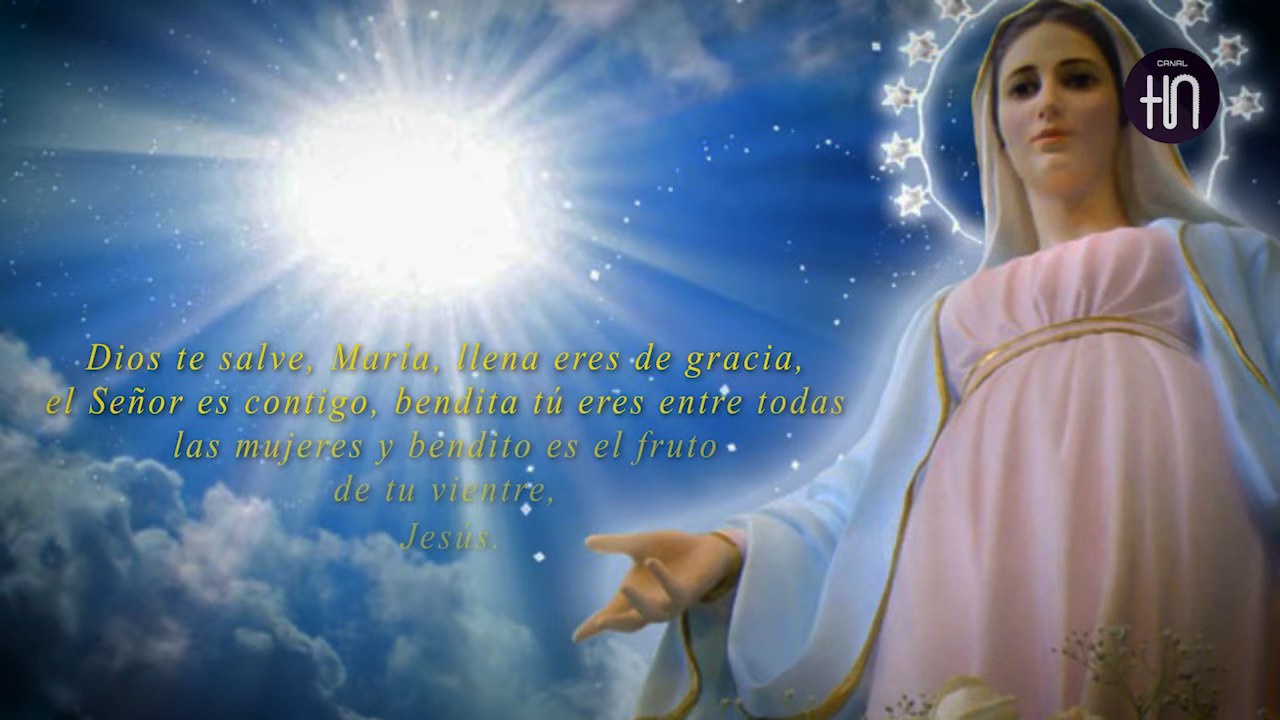 CANAL
HN
Dios te salve, María, llena eres de gracia,
el Señor es contigo, bendita tú eres entre todas
las mujeres y bendito es el fruto
de tu vientre,
Jesús.